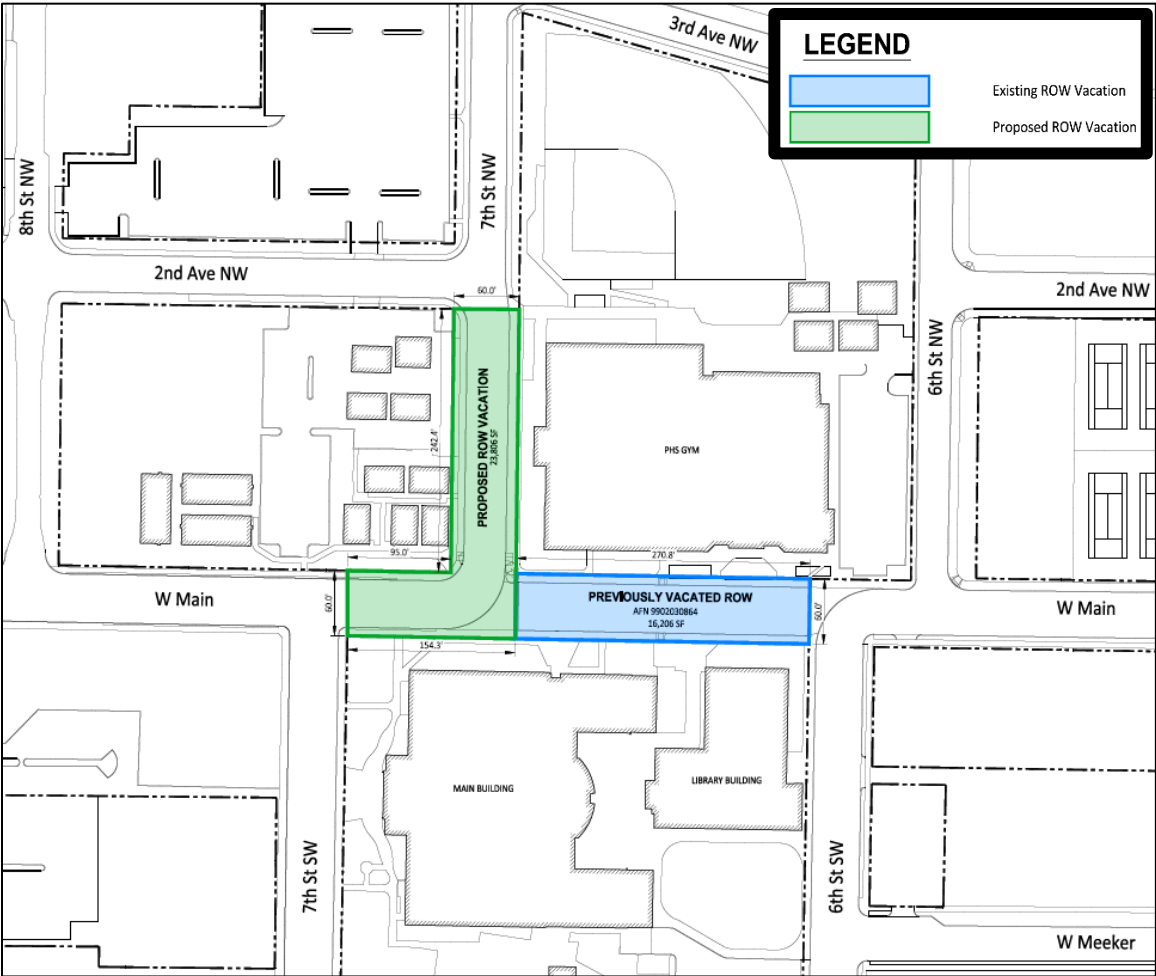 3rd Ave NW
LEGEND
Existing ROW Vacation
Proposed ROW Vacation
8th St NW
7th St NW
2nd Ave NW
2nd Ave NW
6th St NW
60.0'
242.4'
PROPOSED ROW VACATION
23,806 SF
PHS GYM
95.0'
270.8'
W Main
60.0'
PREVIOUSLY VACATED ROW
AFN 9902030864
16,206 SF
60.0'
W Main
154.3'
MAIN BUILDING
LIBRARY BUILDING
7th St SW
6th St SW
W Meeker